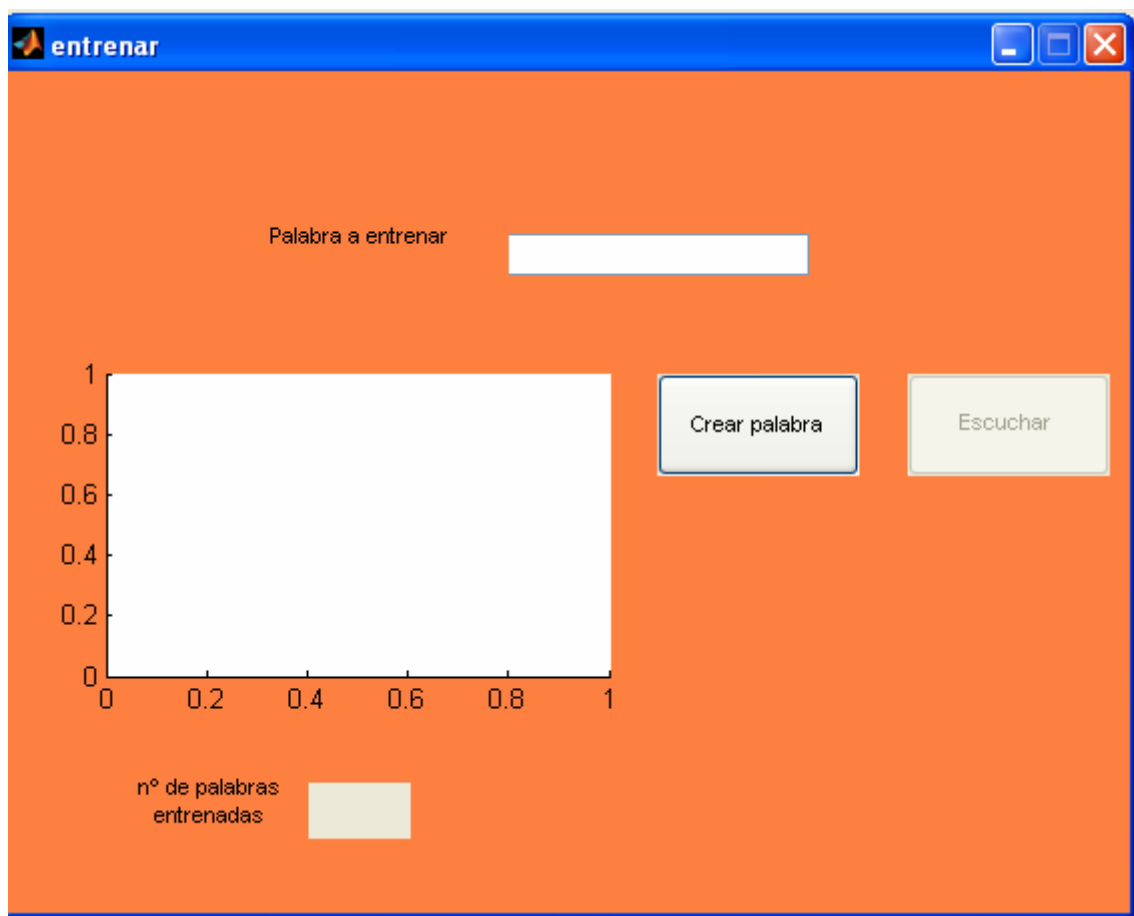 entrenar
Palabra a entrenar
Crear palabra
Escuchar
1
0.8
0.6
0.4
0.2
0
0 0.2 0.4 0.6 0.8 1
nº de palabras
entrenadas